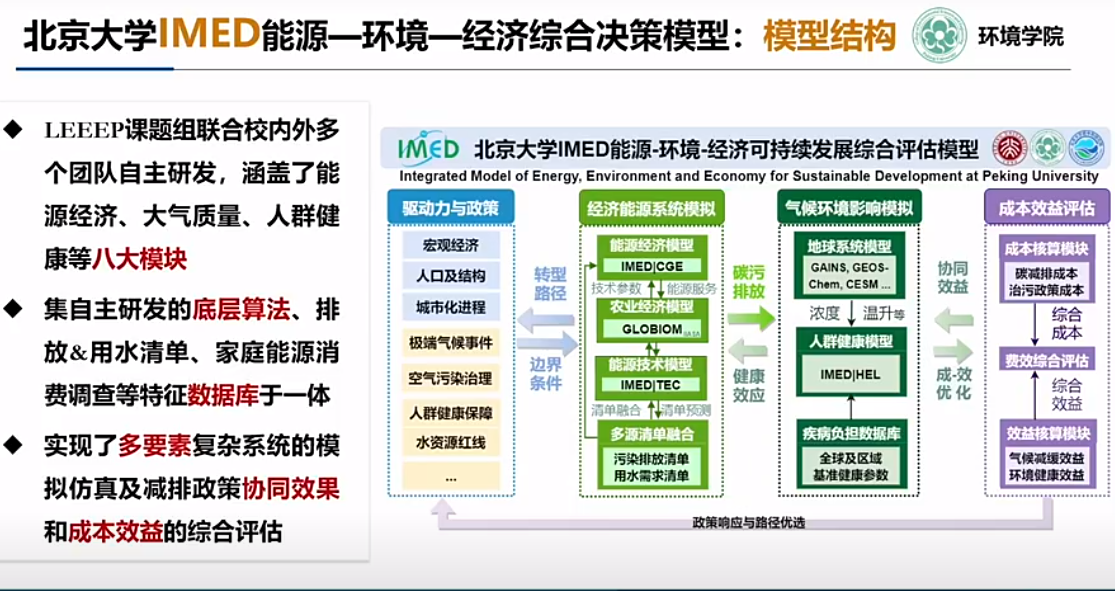 北京大学IMED能源—环境—经济综合决策模型：模型结构
环境学院
◆ LEEEP课题组联合校内外多
个团队自主研发，涵盖了能
源经济、大气质量、人群健
康等八大模块
◆ 集自主研发的底层算法、排
放&用水清单、家庭能源消
费调查等特征数据库于一体
◆ 实现了多要素复杂系统的模
拟仿真及减排政策协同效果
和成本效益的综合评估
IMED 北京大学IMED能源-环境-经济可持续发展综合评估模型
Integrated Model of Energy, Environment and Economy for Sustainable Development at Peking University
驱动力与政策
宏观经济
人口及结构
城市化进程
极端气候事件
空气污染治理
人群健康保障
水资源红线
...
转型
路径
边界
条件
经济能源系统模拟
能源经济模型
IMED|CGE
技术参数 能源服务
农业经济模型
GLOBIOM
能源技术模型
IMED|TEC
清单融合 清单预测
多源清单融合
污染排放清单
用水需求清单
碳污
排放
健康
效应
气候环境影响模拟
地球系统模型
GAINS, GEOS-
Chem, CESM ...
浓度 温升等
人群健康模型
IMED|HEL
疾病负担数据库
全球及区域
基准健康参数
协同
效益
成-效
优化
成本效益评估
成本核算模块
碳减排成本
治污政策成本
综合
成本
费效综合评估
综合
效益
效益核算模块
气候减缓效益
环境健康效益
政策响应与路径优选